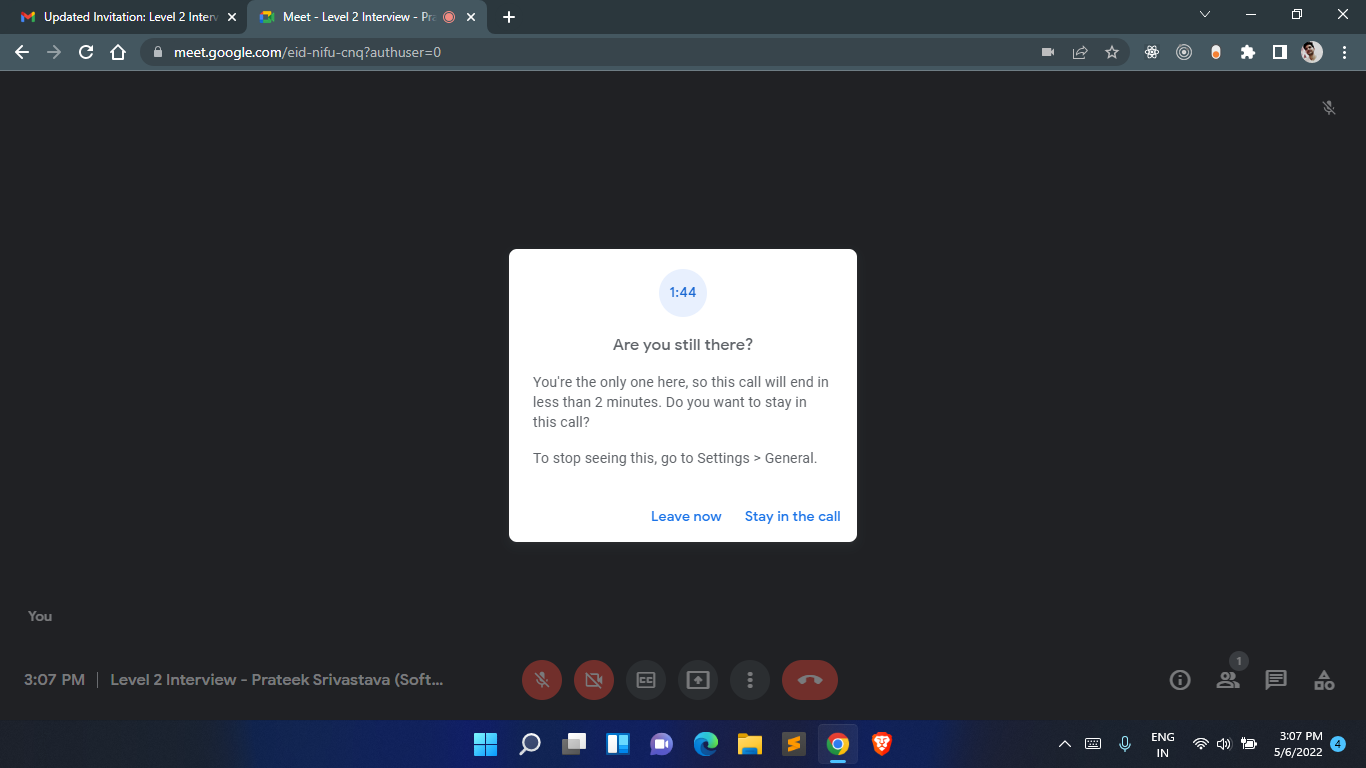 Updated Invitation: Level 2 Interv
Meet - Level 2 Interview - Pra
meet.google.com/eid-nifu-cnq?authuser=0
1:44
Are you still there?
You're the only one here, so this call will end in
less than 2 minutes. Do you want to stay in
this call?
To stop seeing this, go to Settings > General.
Leave now
Stay in the call
You
3:07 PM | Level 2 Interview - Prateek Srivastava (Soft...
1
ENG
IN
3:07 PM
5/6/2022
4